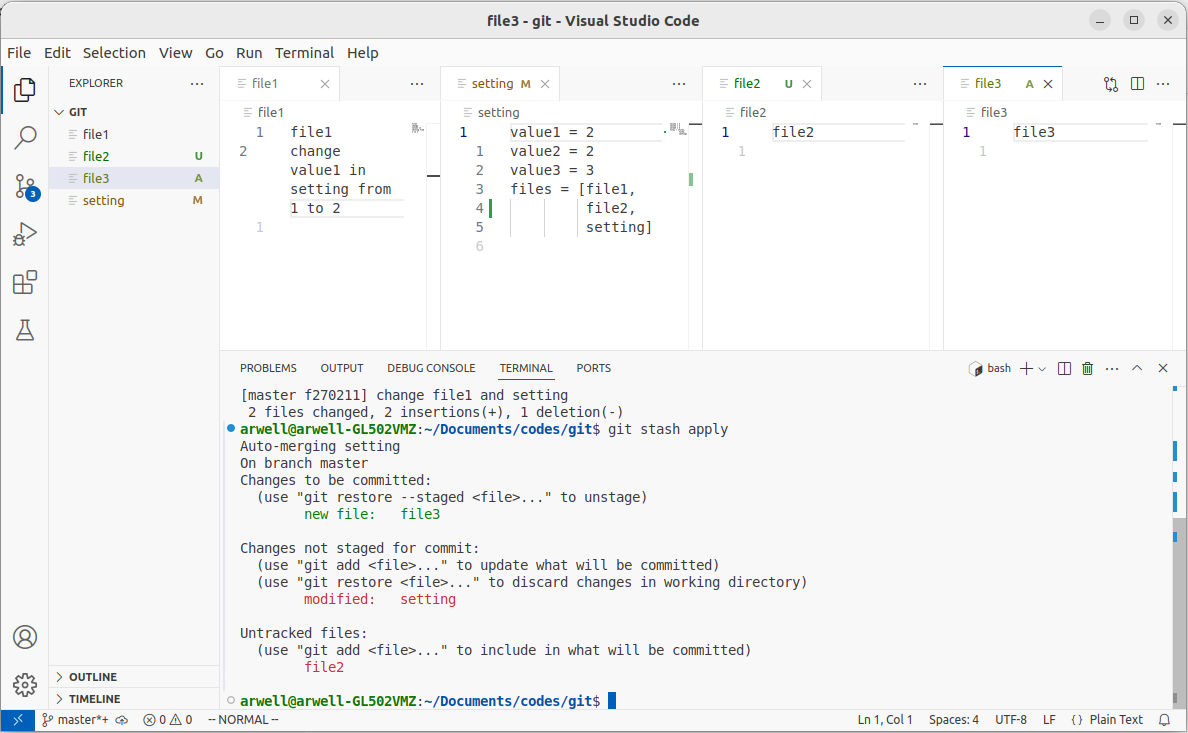 file3 - git - Visual Studio Code
File Edit Selection View Go Run Terminal Help
EXPLORER
GIT
file1
file2 U
file3 A
setting M
3
OUTLINE
TIMELINE
file1
file1
1 file1
2 change
value1 in
setting from
1 to 2
1
setting M
setting
1 value1 = 2
1 value2 = 2
2 value3 = 3
3 files = [file1,
4 file2,
5 setting]
6
file2 U
file2
1 file2
1
file3 A
file3
1 file3
1
PROBLEMS OUTPUT DEBUG CONSOLE TERMINAL PORTS
bash
[master f270211] change file1 and setting
2 files changed, 2 insertions(+), 1 deletion(-)
arwell@arwell-GL502VMZ:~/Documents/codes/git$ git stash apply
Auto-merging setting
On branch master
Changes to be committed:
(use "git restore --staged <file>..." to unstage)
new file: file3
Changes not staged for commit:
(use "git add <file>..." to update what will be committed)
(use "git restore <file>..." to discard changes in working directory)
modified: setting
Untracked files:
(use "git add <file>..." to include in what will be committed)
file2
arwell@arwell-GL502VMZ:~/Documents/codes/git$
master*+ 0 0 -- NORMAL -- Ln 1, Col 1 Spaces: 4 UTF-8 LF {} Plain Text